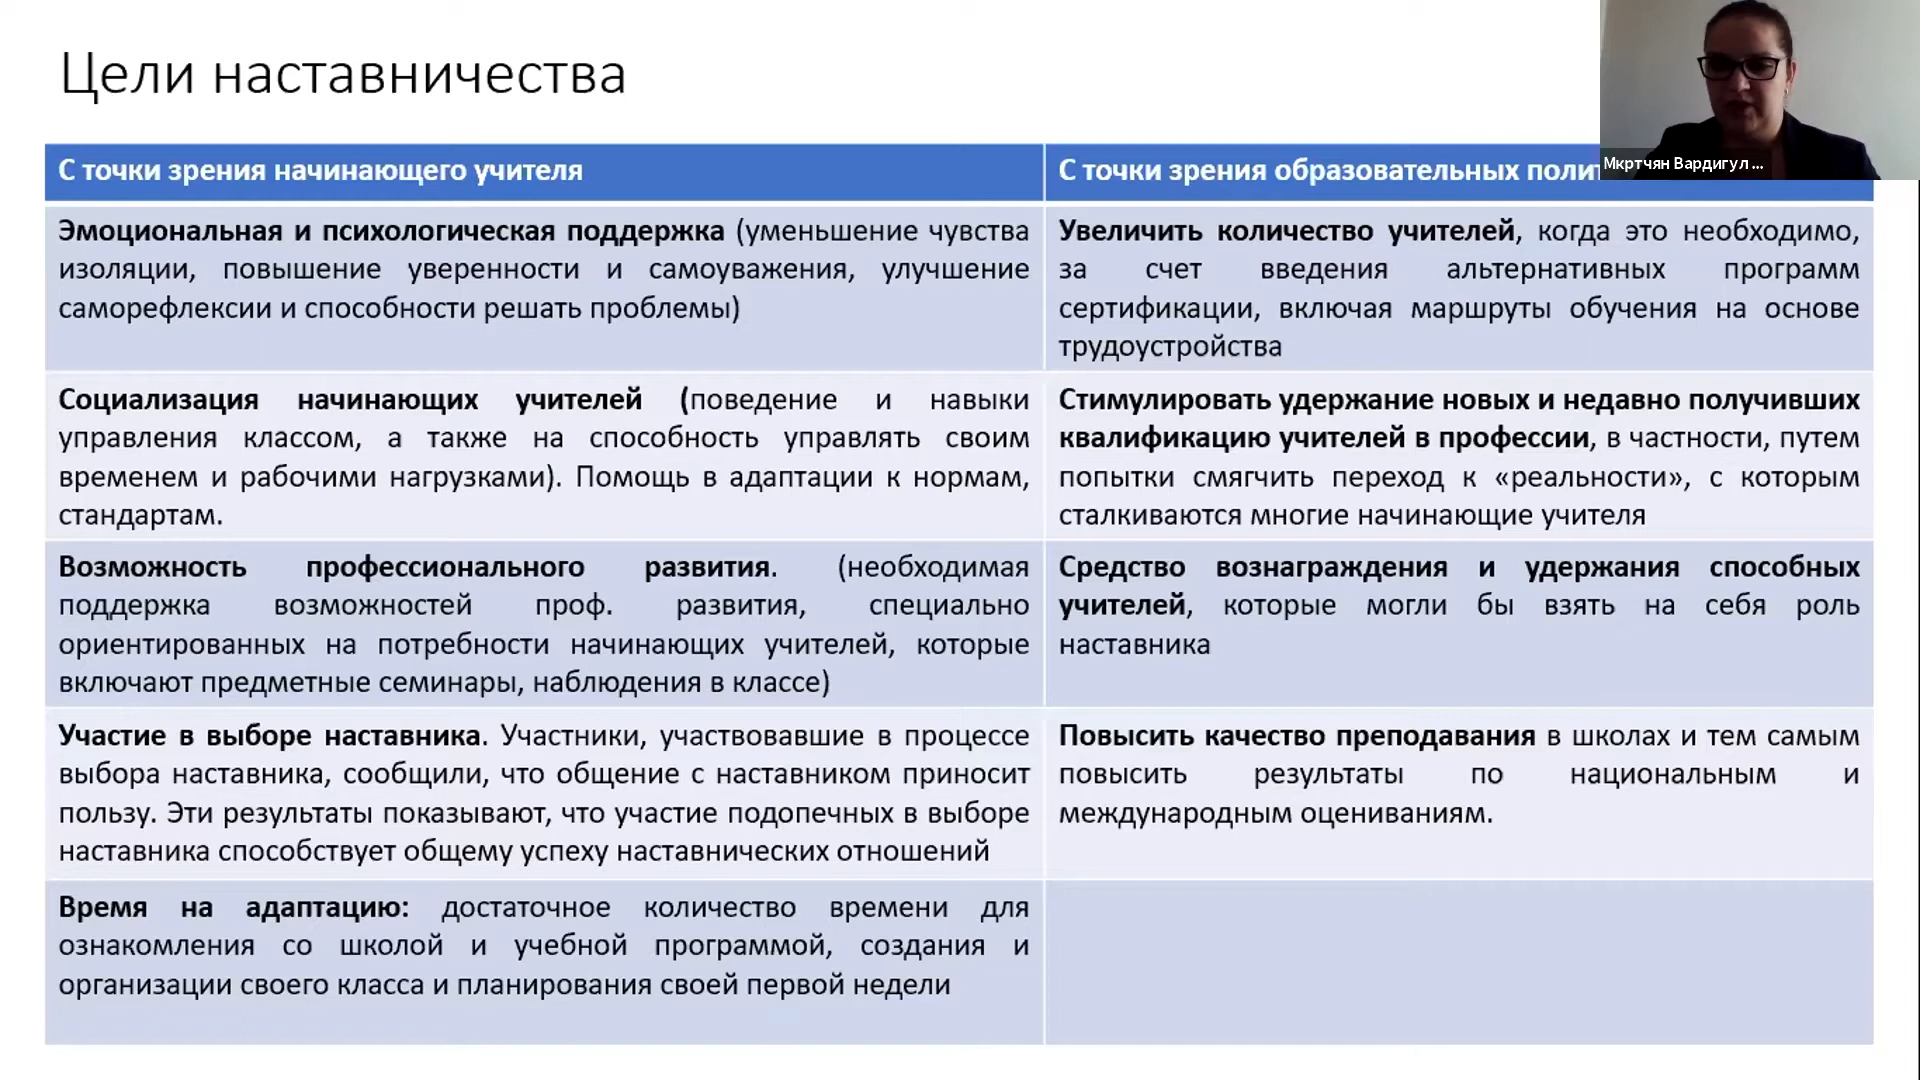 Цели наставничества
Мкртчян Вардигул ...
С точки зрения начинающего учителя
С точки зрения образовательных
Эмоциональная и психологическая поддержка (уменьшение чувства
изоляции, повышение уверенности и самоуважения, улучшение
саморефлексии и способности решать проблемы)
Увеличить количество учителей, когда это необходимо,
за счет введения альтернативных программ
сертификации, включая маршруты обучения на основе
трудоустройства
Социализация начинающих учителей (поведение и навыки
управления классом, а также на способность управлять своим
временем и рабочими нагрузками). Помощь в адаптации к нормам,
стандартам.
Стимулировать удержание новых и недавно получивших
квалификацию учителей в профессии, в частности, путем
попытки смягчить переход к «реальности», с которым
сталкиваются многие начинающие учителя
Возможность профессионального развития. (необходимая
поддержка возможностей проф. развития, специально
ориентированных на потребности начинающих учителей, которые
включают предметные семинары, наблюдения в классе)
Средство вознаграждения и удержания способных
учителей, которые могли бы взять на себя роль
наставника
Участие в выборе наставника. Участники, участвовавшие в процессе
выбора наставника, сообщили, что общение с наставником приносит
пользу. Эти результаты показывают, что участие подопечных в выборе
наставника способствует общему успеху наставнических отношений
Повысить качество преподавания в школах и тем самым
повысить результаты по национальным и
международным оцениваниям.
Время на адаптацию: достаточное количество времени для
ознакомления со школой и учебной программой, создания и
организации своего класса и планирования своей первой недели